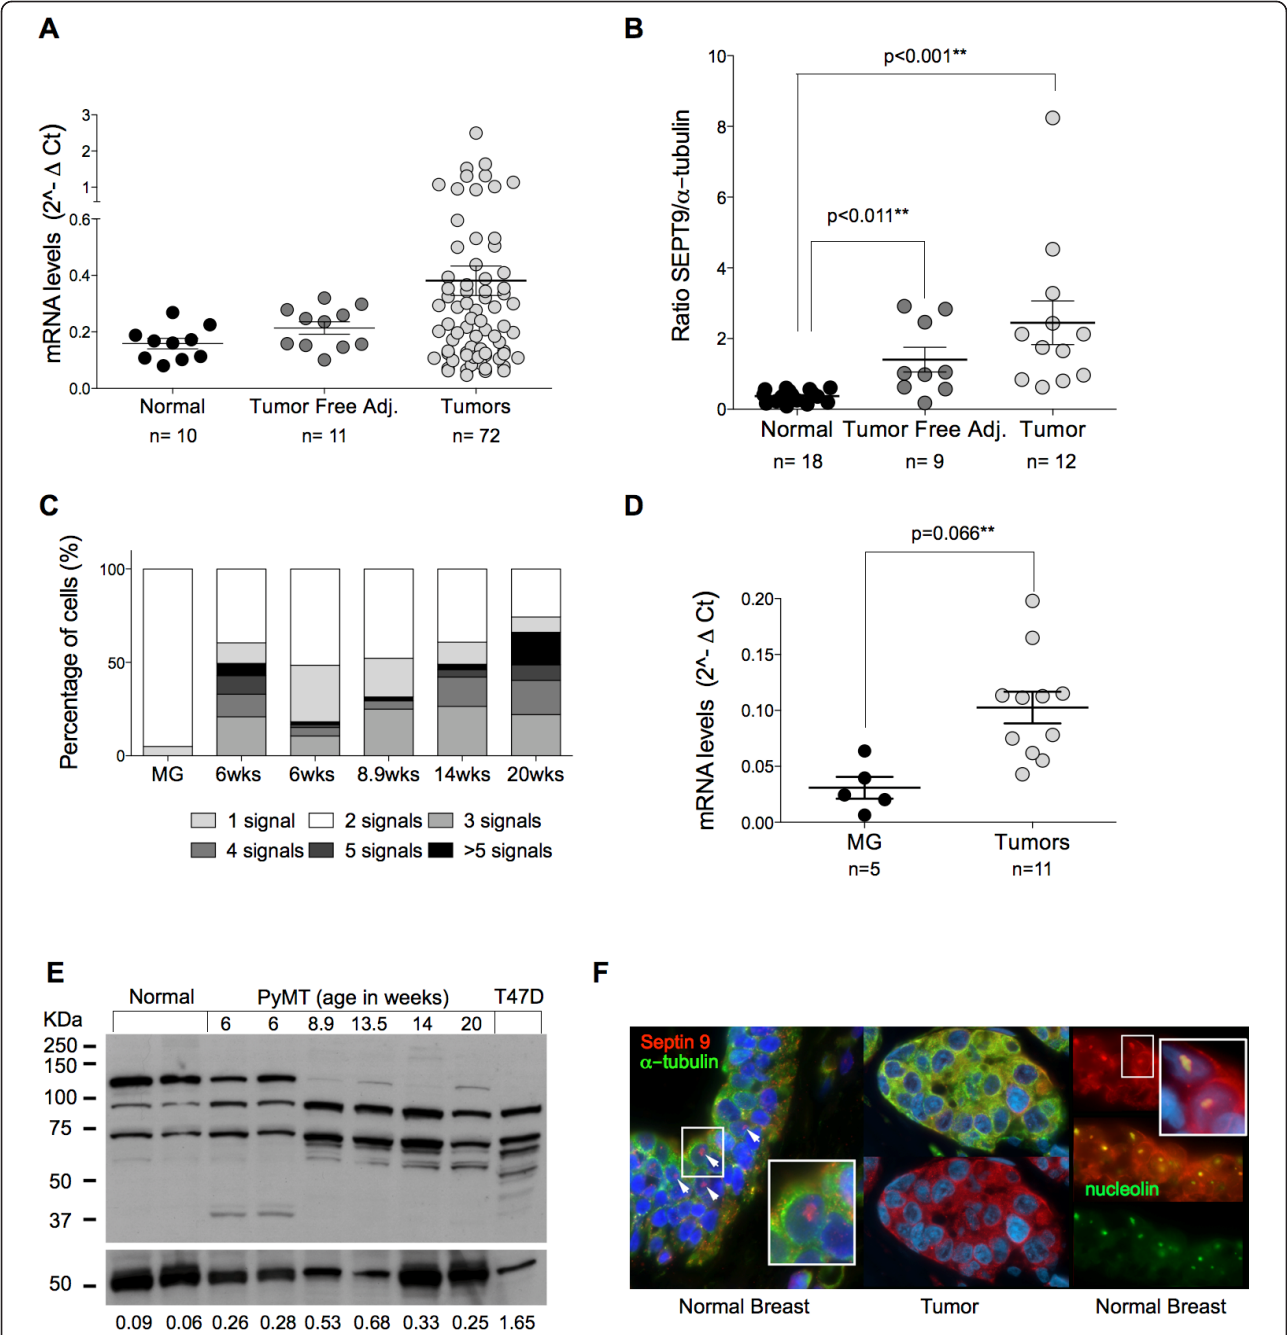 A
mRNA levels (2^- Δ Ct)
3
2
1
0.6
0.4
0.2
0.0
Normal
Tumor Free Adj.
Tumors
n= 10
n= 11
n= 72
B
Ratio SEPT9/α−tubulin
10
8
6
4
2
0
p<0.001**
p<0.011**
Normal
Tumor Free Adj.
Tumor
n= 18
n= 9
n= 12
C
Percentage of cells (%)
100
50
0
MG
6wks
6wks
8.9wks
14wks
20wks
1 signal
2 signals
3 signals
4 signals
5 signals
>5 signals
D
p=0.066**
mRNA levels (2^- Δ Ct)
0.20
0.15
0.10
0.05
0.00
MG
Tumors
n=5
n=11
E
Normal
PyMT (age in weeks)
T47D
KDa
6
6
8.9
13.5
14
20
250
150
100
75
50
37
50
0.09 0.06 0.26 0.28 0.53 0.68 0.33 0.25 1.65
F
Septin 9
α−tubulin
nucleolin
Normal Breast
Tumor
Normal Breast